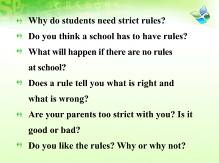 Why do students need strict rules?
Do you think a school has to have rules?
What will happen if there are no rules
at school?
Does a rule tell you what is right and
what is wrong?
Are your parents too strict with you? Is it
good or bad?
Do you like the rules? Why or why not?